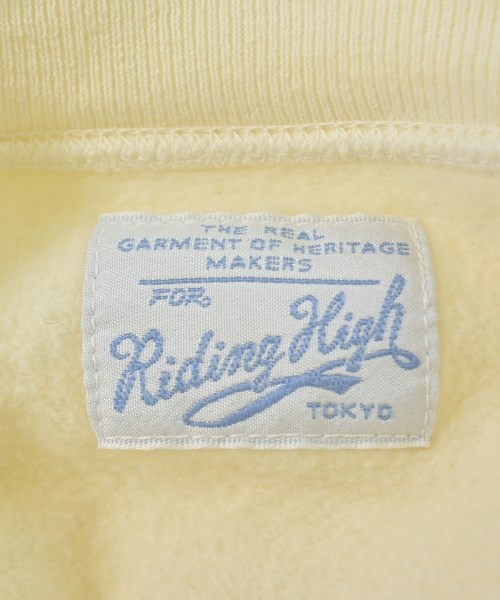 THE REAL
GARMENT OF HERITAGE
MAKERS
FOR.
Riding High
TOKYO